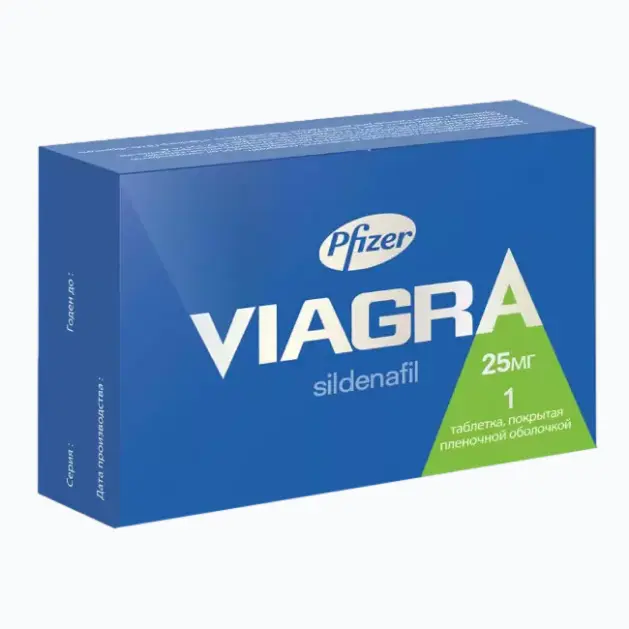 Pfizer
VIAGRA
sildenafil
25мг
1
таблетка, покрытая
пленочной оболочкой
Годен до :
Серия :
Дата производства :